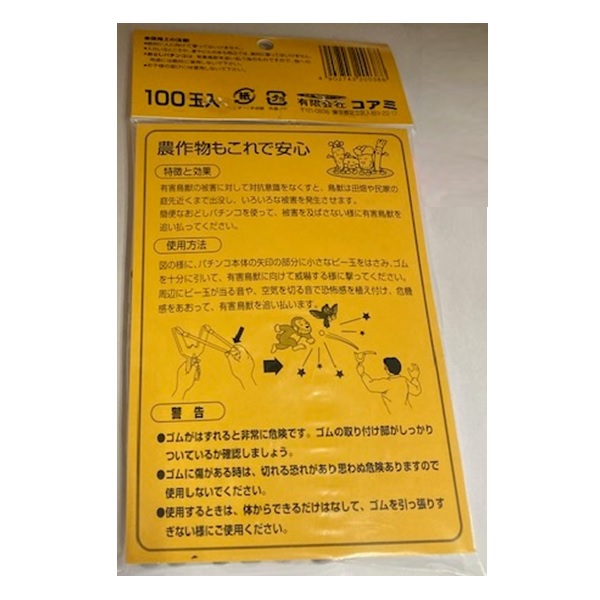 ●使用上の注意!
100玉入
紙
プラ
有限会社 コアミ
農作物もこれで安心
特徴と効果
有害鳥獣の被害に対して対抗意識をなくすと、鳥獣は田畑や民家の
庭先近くまで出没し、いろいろな被害を発生させます。
簡便なおどしパチンコを使って、被害を及ばさない様に有害鳥獣を
追い払ってください。
使用方法
図の様に、パチンコ本体の矢印の部分に小さなビー玉をはさみ、ゴム
を十分に引いて、有害鳥獣に向けて威嚇する様に撃ってください。
周辺にビー玉が当る音や、空気を切る音で恐怖感を植え付け、危機
感をあおって、有害鳥獣を追い払います。
警告
●ゴムがはずれると非常に危険です。ゴムの取り付け部がしっかり
ついているか確認しましょう。
●ゴムに傷がある時は、切れる恐れがあり思わぬ危険ありますので
使用しないでください。
●使用するときは、体からできるだけはなして、ゴムを引っ張りす
ぎない様にご使用ください。